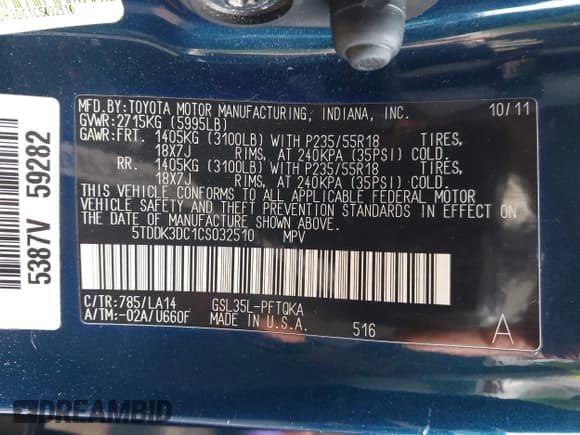 MFD.BY:TOYOTA MOTOR MANUFACTURING, INDIANA, INC. 10/11
GVWR:2715KG (5995LB)
GAWR:FRT. 1405KG (3100LB) WITH P235/55R18 TIRES,
18X7J RIMS, AT 240KPA (35PSI) COLD.
RR. 1405KG (3100LB) WITH P235/55R18 TIRES,
18X7J RIMS, AT 240KPA (35PSI) COLD.
THIS VEHICLE CONFORMS TO ALL APPLICABLE FEDERAL MOTOR
VEHICLE SAFETY AND THEFT PREVENTION STANDARDS IN EFFECT ON
THE DATE OF MANUFACTURE SHOWN ABOVE.
5TDDK3DC1CS032510 MPV
C/TR:785/LA14 GSL35L-PFTQKA
A/TM:-02A/U660F MADE IN U.S.A. 516 A
5387V 59282
DREAMBID